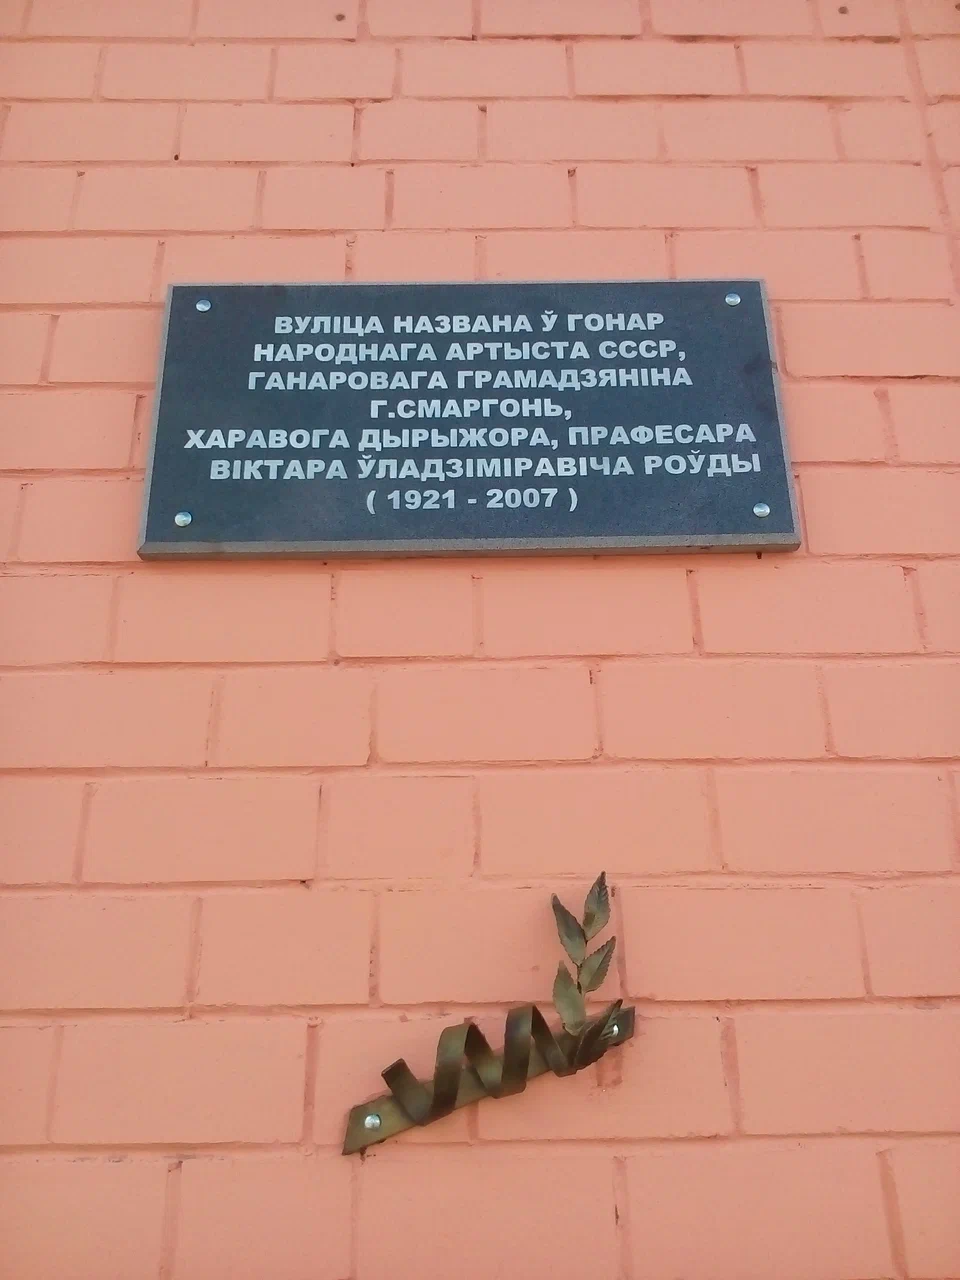 ВУЛІЦА НАЗВАНА Ў ГОНАР
НАРОДНАГА АРТЫСТА СССР,
ГАНАРОВАГА ГРАМАДЗЯНІНА
Г.СМАРГОНЬ,
ХАРАВОГА ДЫРЫЖОРА, ПРАФЕСАРА
ВІКТАРА ЎЛАДЗІМІРАВІЧА РОЎДЫ
( 1921 - 2007 )